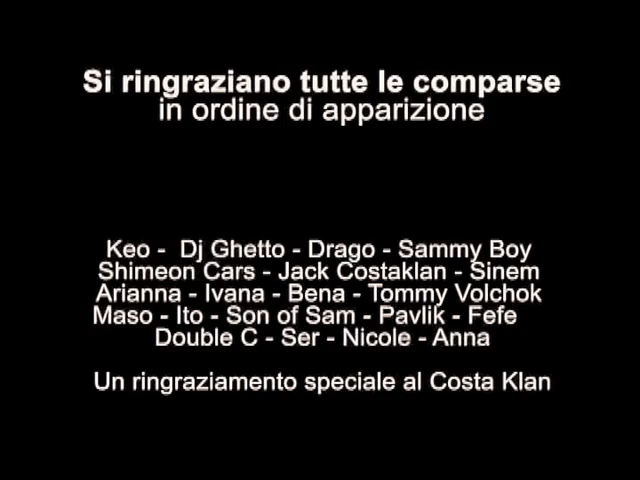 Si ringraziano tutte le comparse
in ordine di apparizione
Keo - Dj Ghetto - Drago - Sammy Boy
Shimeon Cars - Jack Costaklan - Sinem
Arianna - Ivana - Bena - Tommy Volchok
Maso - Ito - Son of Sam - Pavlik - Fefe
Double C - Ser - Nicole - Anna
Un ringraziamento speciale al Costa Klan